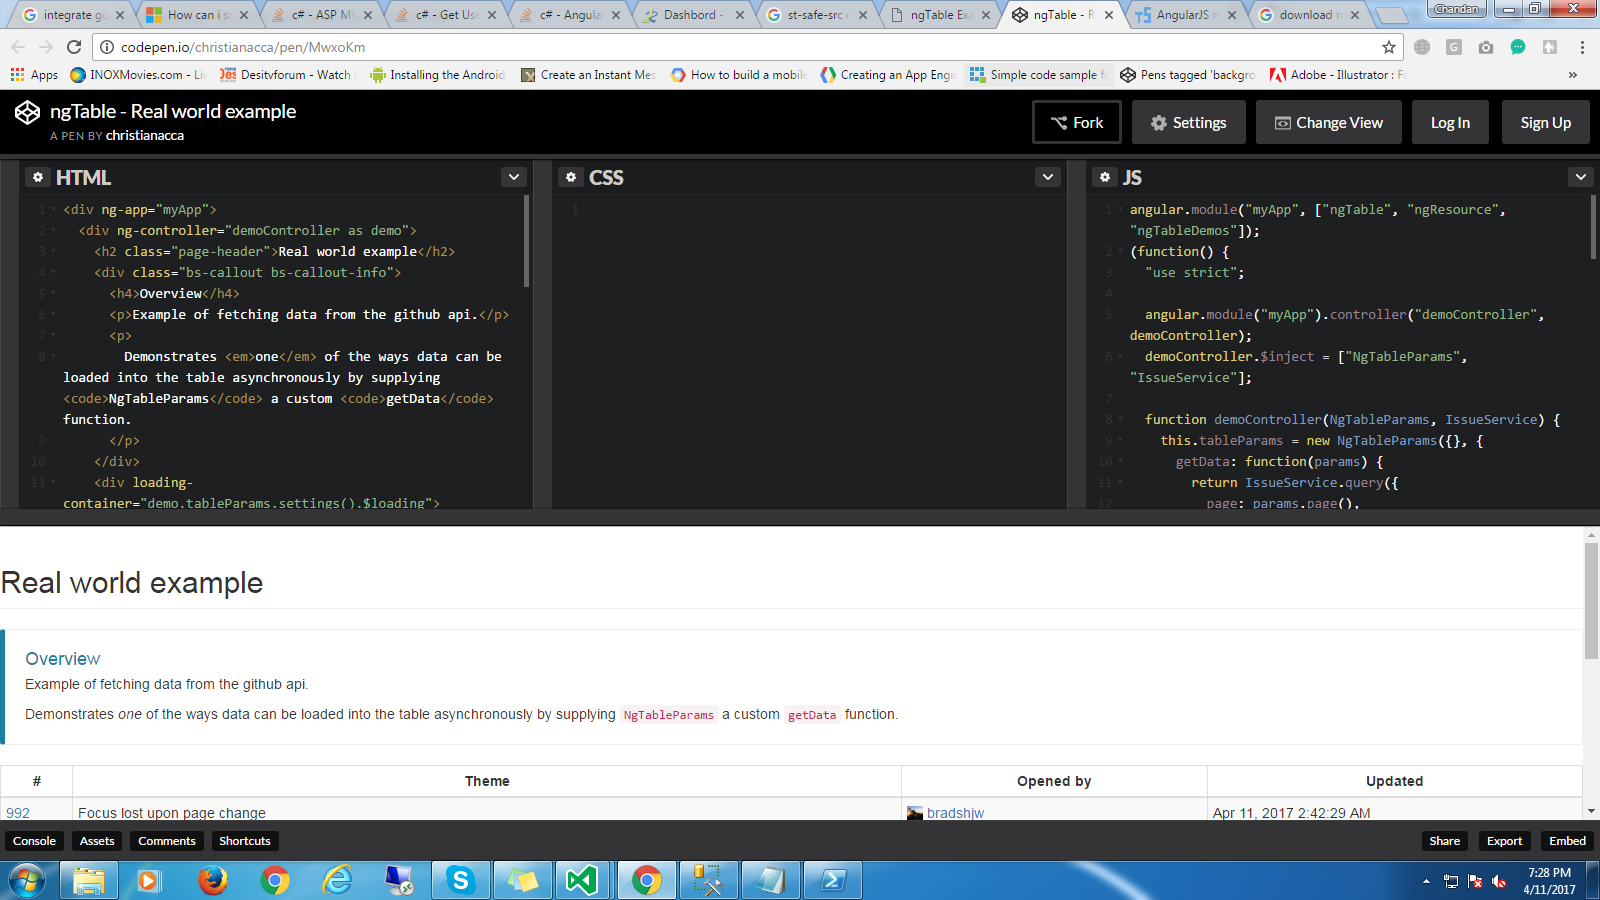 integrate go
How can i s
c# - ASP M
c# - Get Use
c# - Angula
Dashbord -
st-safe-src n
ngTable Exa
ngTable - R
AngularJS n
download n
Chandan
codepen.io/christianacca/pen/MwxoKm
Apps
INOXMovies.com - Liv
Desitvforum - Watch
Installing the Android
Create an Instant Mes
How to build a mobile
Creating an App Engi
Simple code sample f
Pens tagged 'backgro
Adobe - Illustrator : Fo
»
ngTable - Real world example
A PEN BY christianacca
Fork
Settings
Change View
Log In
Sign Up
HTML
1 <div ng-app="myApp">
2 <div ng-controller="demoController as demo">
3 <h2 class="page-header">Real world example</h2>
4 <div class="bs-callout bs-callout-info">
5 <h4>Overview</h4>
6 <p>Example of fetching data from the github api.</p>
7 <p>
8 Demonstrates <em>one</em> of the ways data can be
loaded into the table asynchronously by supplying
<code>NgTableParams</code> a custom <code>getData</code>
function.
9 </p>
10 </div>
11 <div loading-
container="demo.tableParams.settings().$loading">
CSS
1
JS
1 angular.module("myApp", ["ngTable", "ngResource",
"ngTableDemos"]);
2 (function() {
3 "use strict";
4
5 angular.module("myApp").controller("demoController",
demoController);
6 demoController.$inject = ["NgTableParams",
"IssueService"];
7
8 function demoController(NgTableParams, IssueService) {
9 this.tableParams = new NgTableParams({}, {
10 getData: function(params) {
11 return IssueService.query({
12 page: params.page(),
Real world example
Overview
Example of fetching data from the github api.
Demonstrates one of the ways data can be loaded into the table asynchronously by supplying NgTableParams a custom getData function.
# Theme Opened by Updated
992 Focus lost upon page change bradshjw Apr 11, 2017 2:42:29 AM
Console
Assets
Comments
Shortcuts
Share
Export
Embed
7:28 PM
4/11/2017